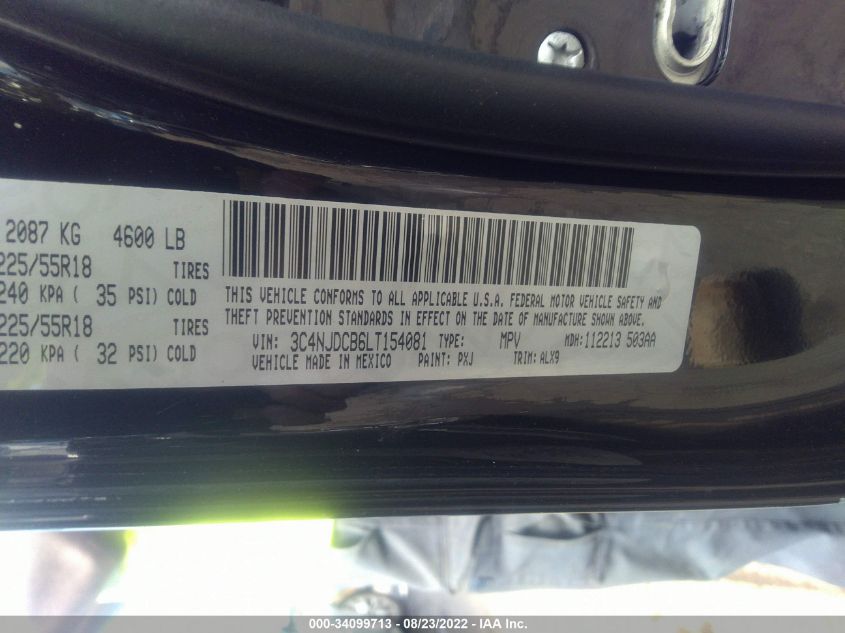 2087 KG 4600 LB
225/55R18 TIRES
240 KPA ( 35 PSI) COLD
225/55R18 TIRES
220 KPA ( 32 PSI) COLD
THIS VEHICLE CONFORMS TO ALL APPLICABLE U.S.A. FEDERAL MOTOR VEHICLE SAFETY AND
THEFT PREVENTION STANDARDS IN EFFECT ON THE DATE OF MANUFACTURE SHOWN ABOVE.
VIN: 3C4NJDCB6LT154081 TYPE: MPV MDH:112213 503AA
VEHICLE MADE IN MEXICO PAINT: PXJ TRIM: ALX9
000-34099713 - 08/23/2022 - IAA Inc.